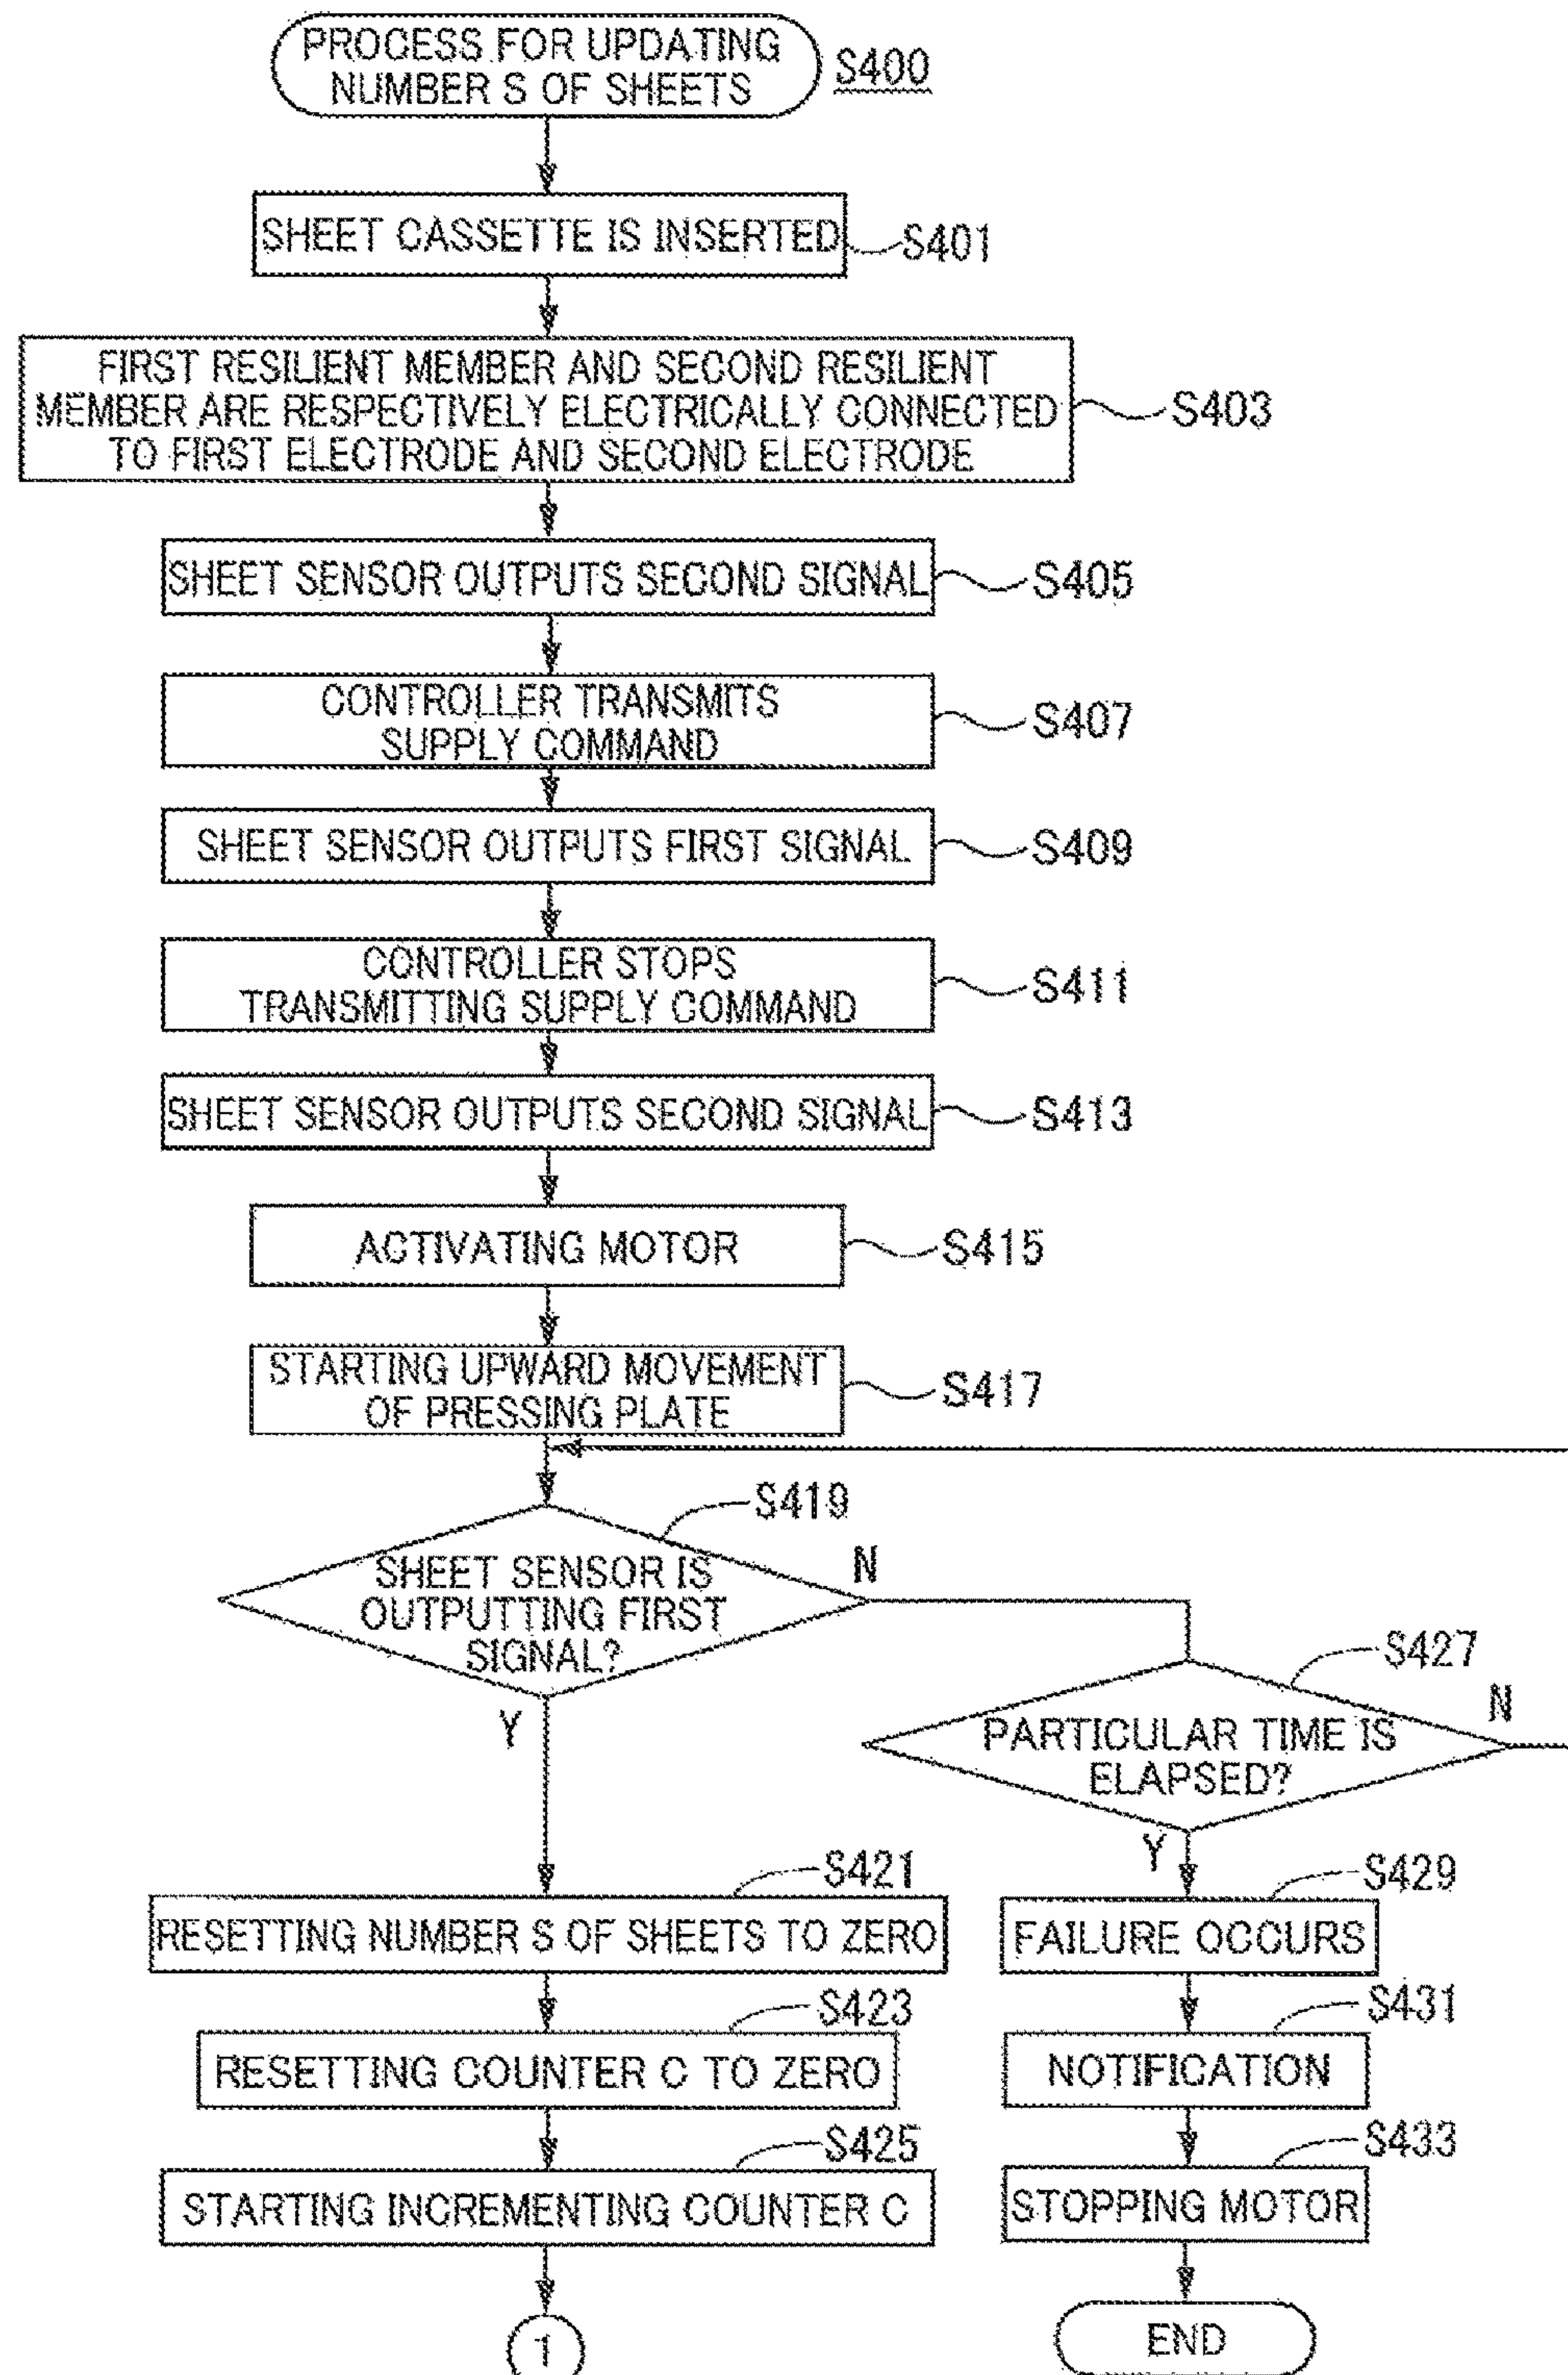 PROCESS FOR UPDATING
NUMBER S OF SHEETS
S400
SHEET CASSETTE IS INSERTED
S401
FIRST RESILIENT MEMBER AND SECOND RESILIENT
MEMBER ARE RESPECTIVELY ELECTRICALLY CONNECTED
TO FIRST ELECTRODE AND SECOND ELECTRODE
S403
SHEET SENSOR OUTPUTS SECOND SIGNAL
S405
CONTROLLER TRANSMITS
SUPPLY COMMAND
S407
SHEET SENSOR OUTPUTS FIRST SIGNAL
S409
CONTROLLER STOPS
TRANSMITTING SUPPLY COMMAND
S411
SHEET SENSOR OUTPUTS SECOND SIGNAL
S413
ACTIVATING MOTOR
S415
STARTING UPWARD MOVEMENT
OF PRESSING PLATE
S417
S419
SHEET SENSOR IS
OUTPUTTING FIRST
SIGNAL?
N
Y
S427
PARTICULAR TIME IS
ELAPSED?
N
Y
S421
RESETTING NUMBER S OF SHEETS TO ZERO
S429
FAILURE OCCURS
S423
RESETTING COUNTER C TO ZERO
S431
NOTIFICATION
S425
STARTING INCREMENTING COUNTER C
S433
STOPPING MOTOR
1
END